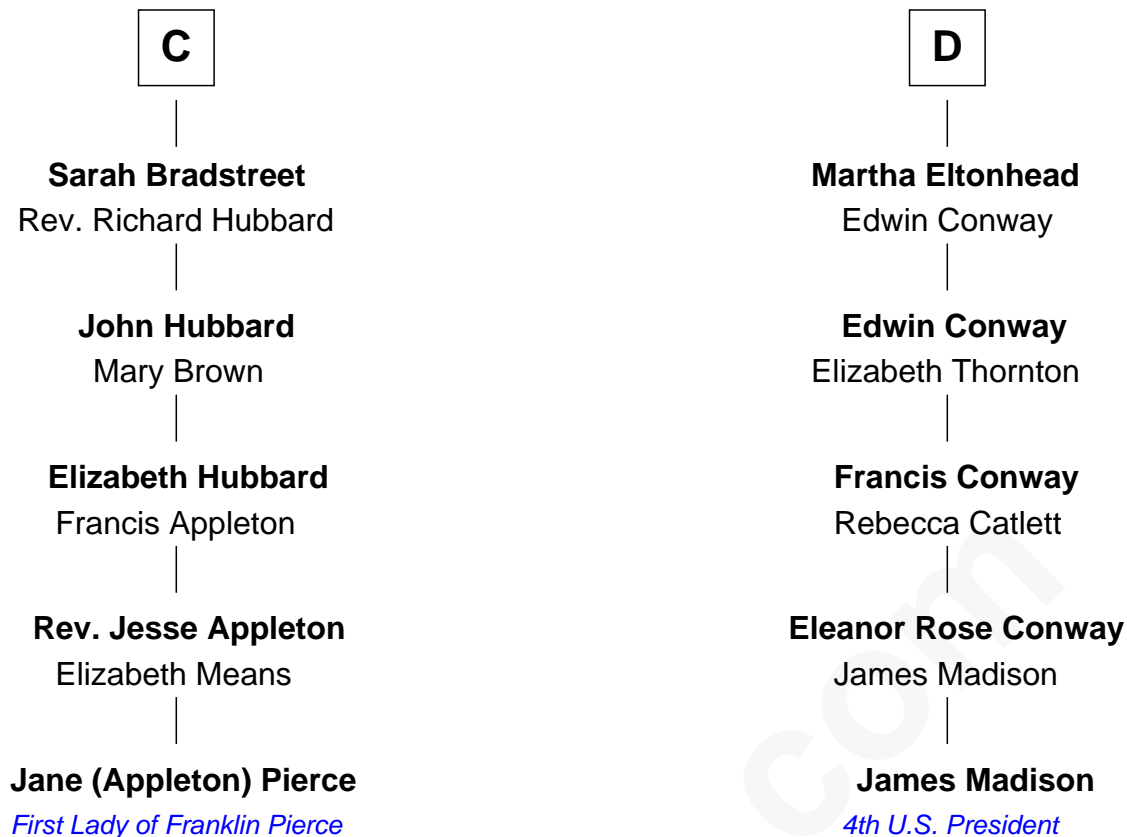 C
Sarah Bradstreet
Rev. Richard Hubbard
John Hubbard
Mary Brown
Elizabeth Hubbard
Francis Appleton
Rev. Jesse Appleton
Elizabeth Means
Jane (Appleton) Pierce
First Lady of Franklin Pierce
D
Martha Eltonhead
Edwin Conway
Edwin Conway
Elizabeth Thornton
Francis Conway
Rebecca Catlett
Eleanor Rose Conway
James Madison
James Madison
4th U.S. President
com